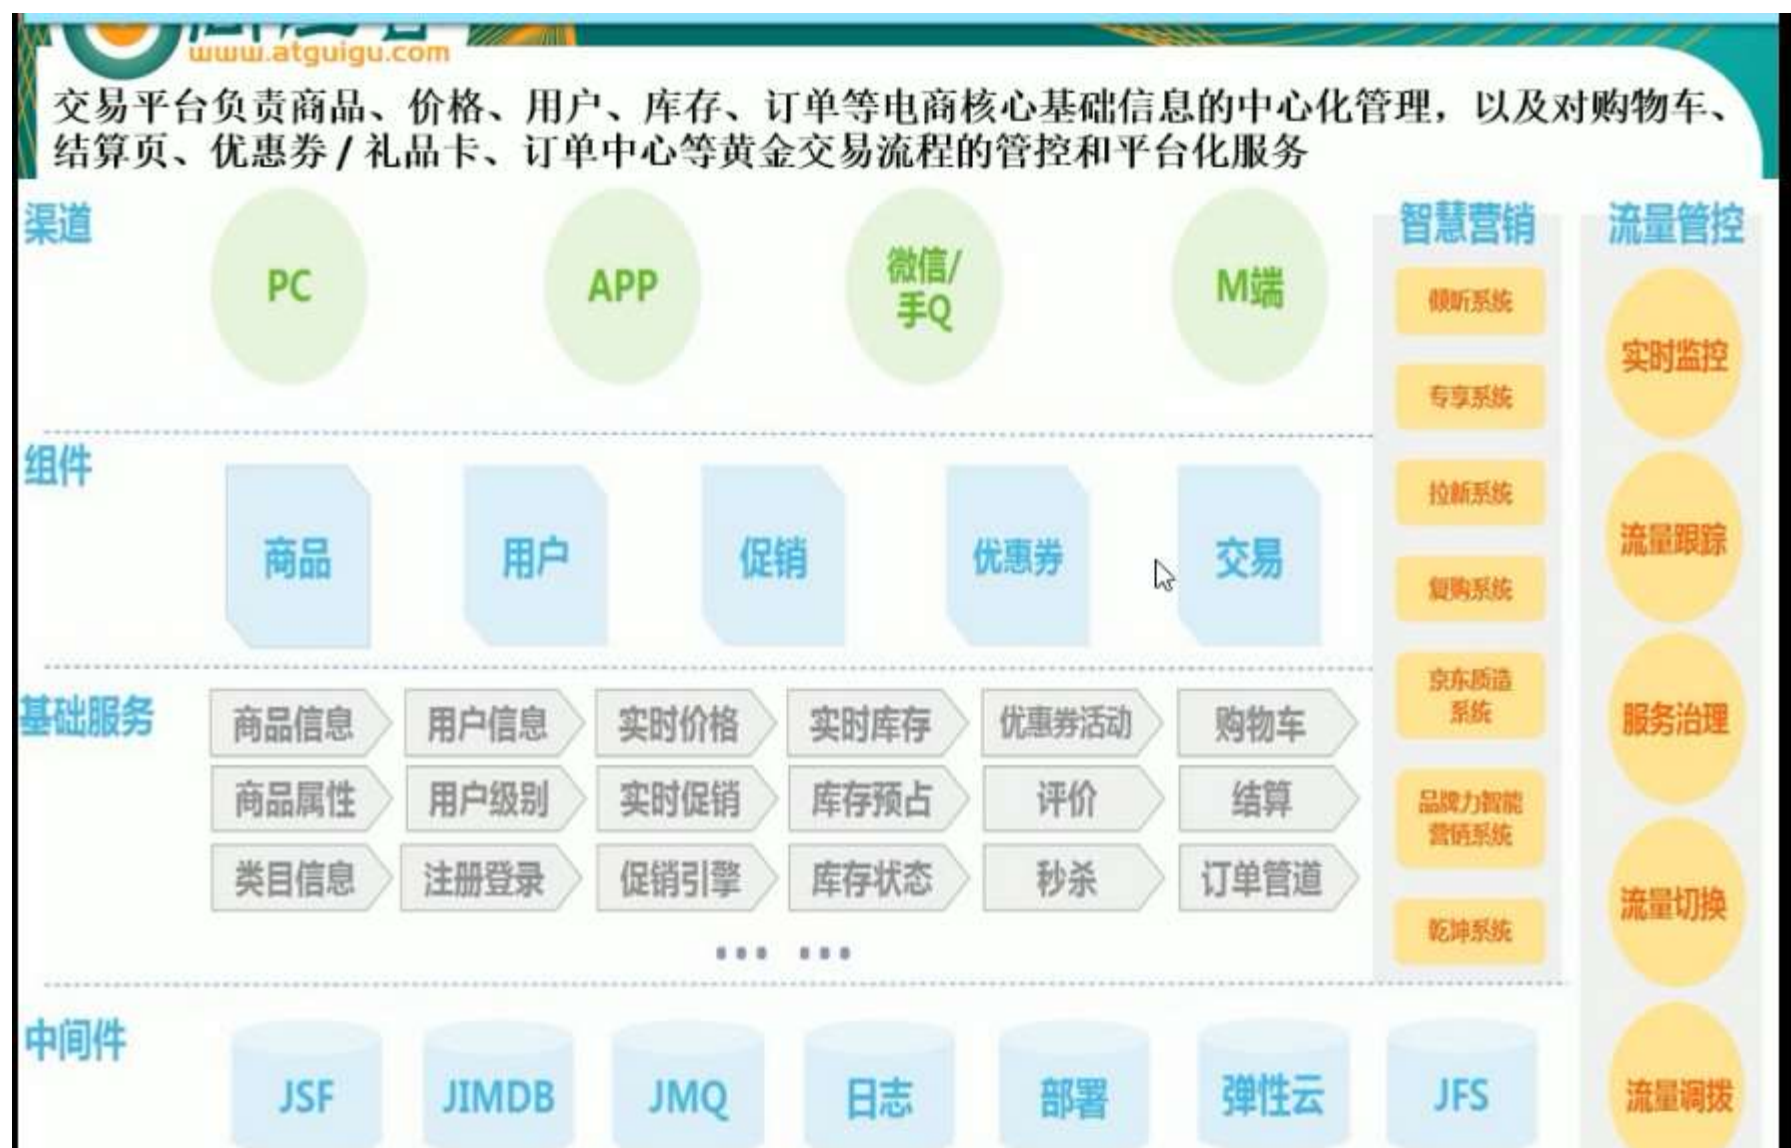 www.atguigu.com
交易平台负责商品、价格、用户、库存、订单等电商核心基础信息的中心化管理，以及对购物车、
结算页、优惠券 / 礼品卡、订单中心等黄金交易流程的管控和平台化服务
渠道
PC
APP
微信/
手Q
M端
组件
商品
用户
促销
优惠券
交易
基础服务
商品信息
用户信息
实时价格
实时库存
优惠券活动
购物车
商品属性
用户级别
实时促销
库存预占
评价
结算
类目信息
注册登录
促销引擎
库存状态
秒杀
订单管道
... ...
中间件
JSF
JIMDB
JMQ
日志
部署
弹性云
JFS
智慧营销
倾听系统
专享系统
拉新系统
复购系统
京东质造
系统
品牌力智能
营销系统
乾坤系统
流量管控
实时监控
流量跟踪
服务治理
流量切换
流量调拨